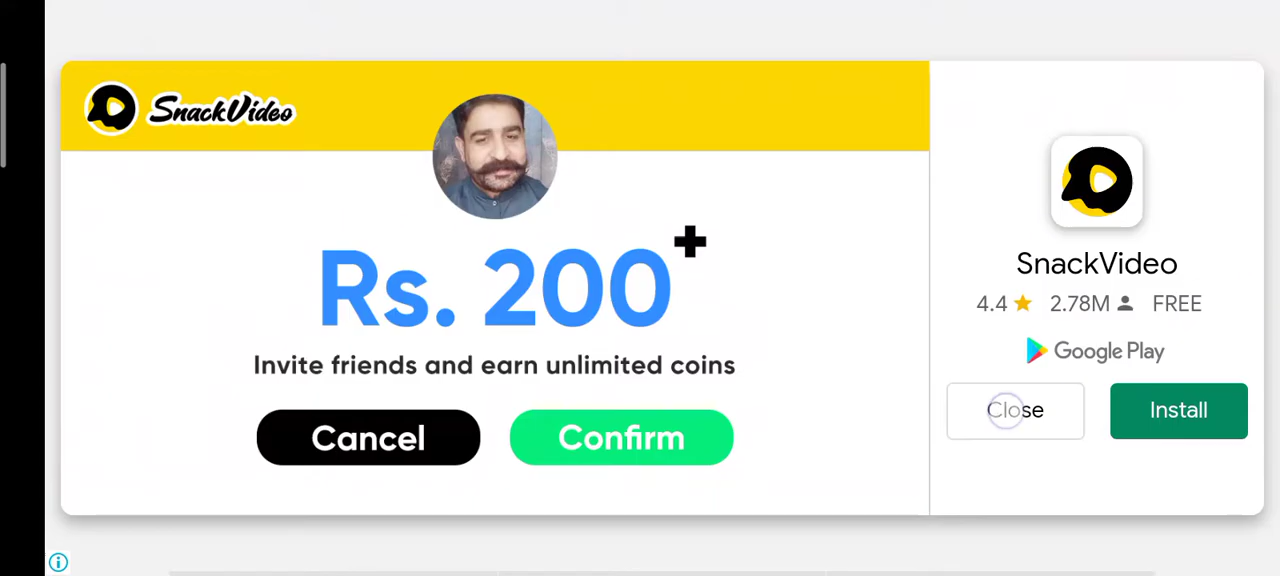 SnackVideo
Rs. 200+
Invite friends and earn unlimited coins
Cancel
Confirm
SnackVideo
4.4 ★ 2.78M FREE
Google Play
Close
Install